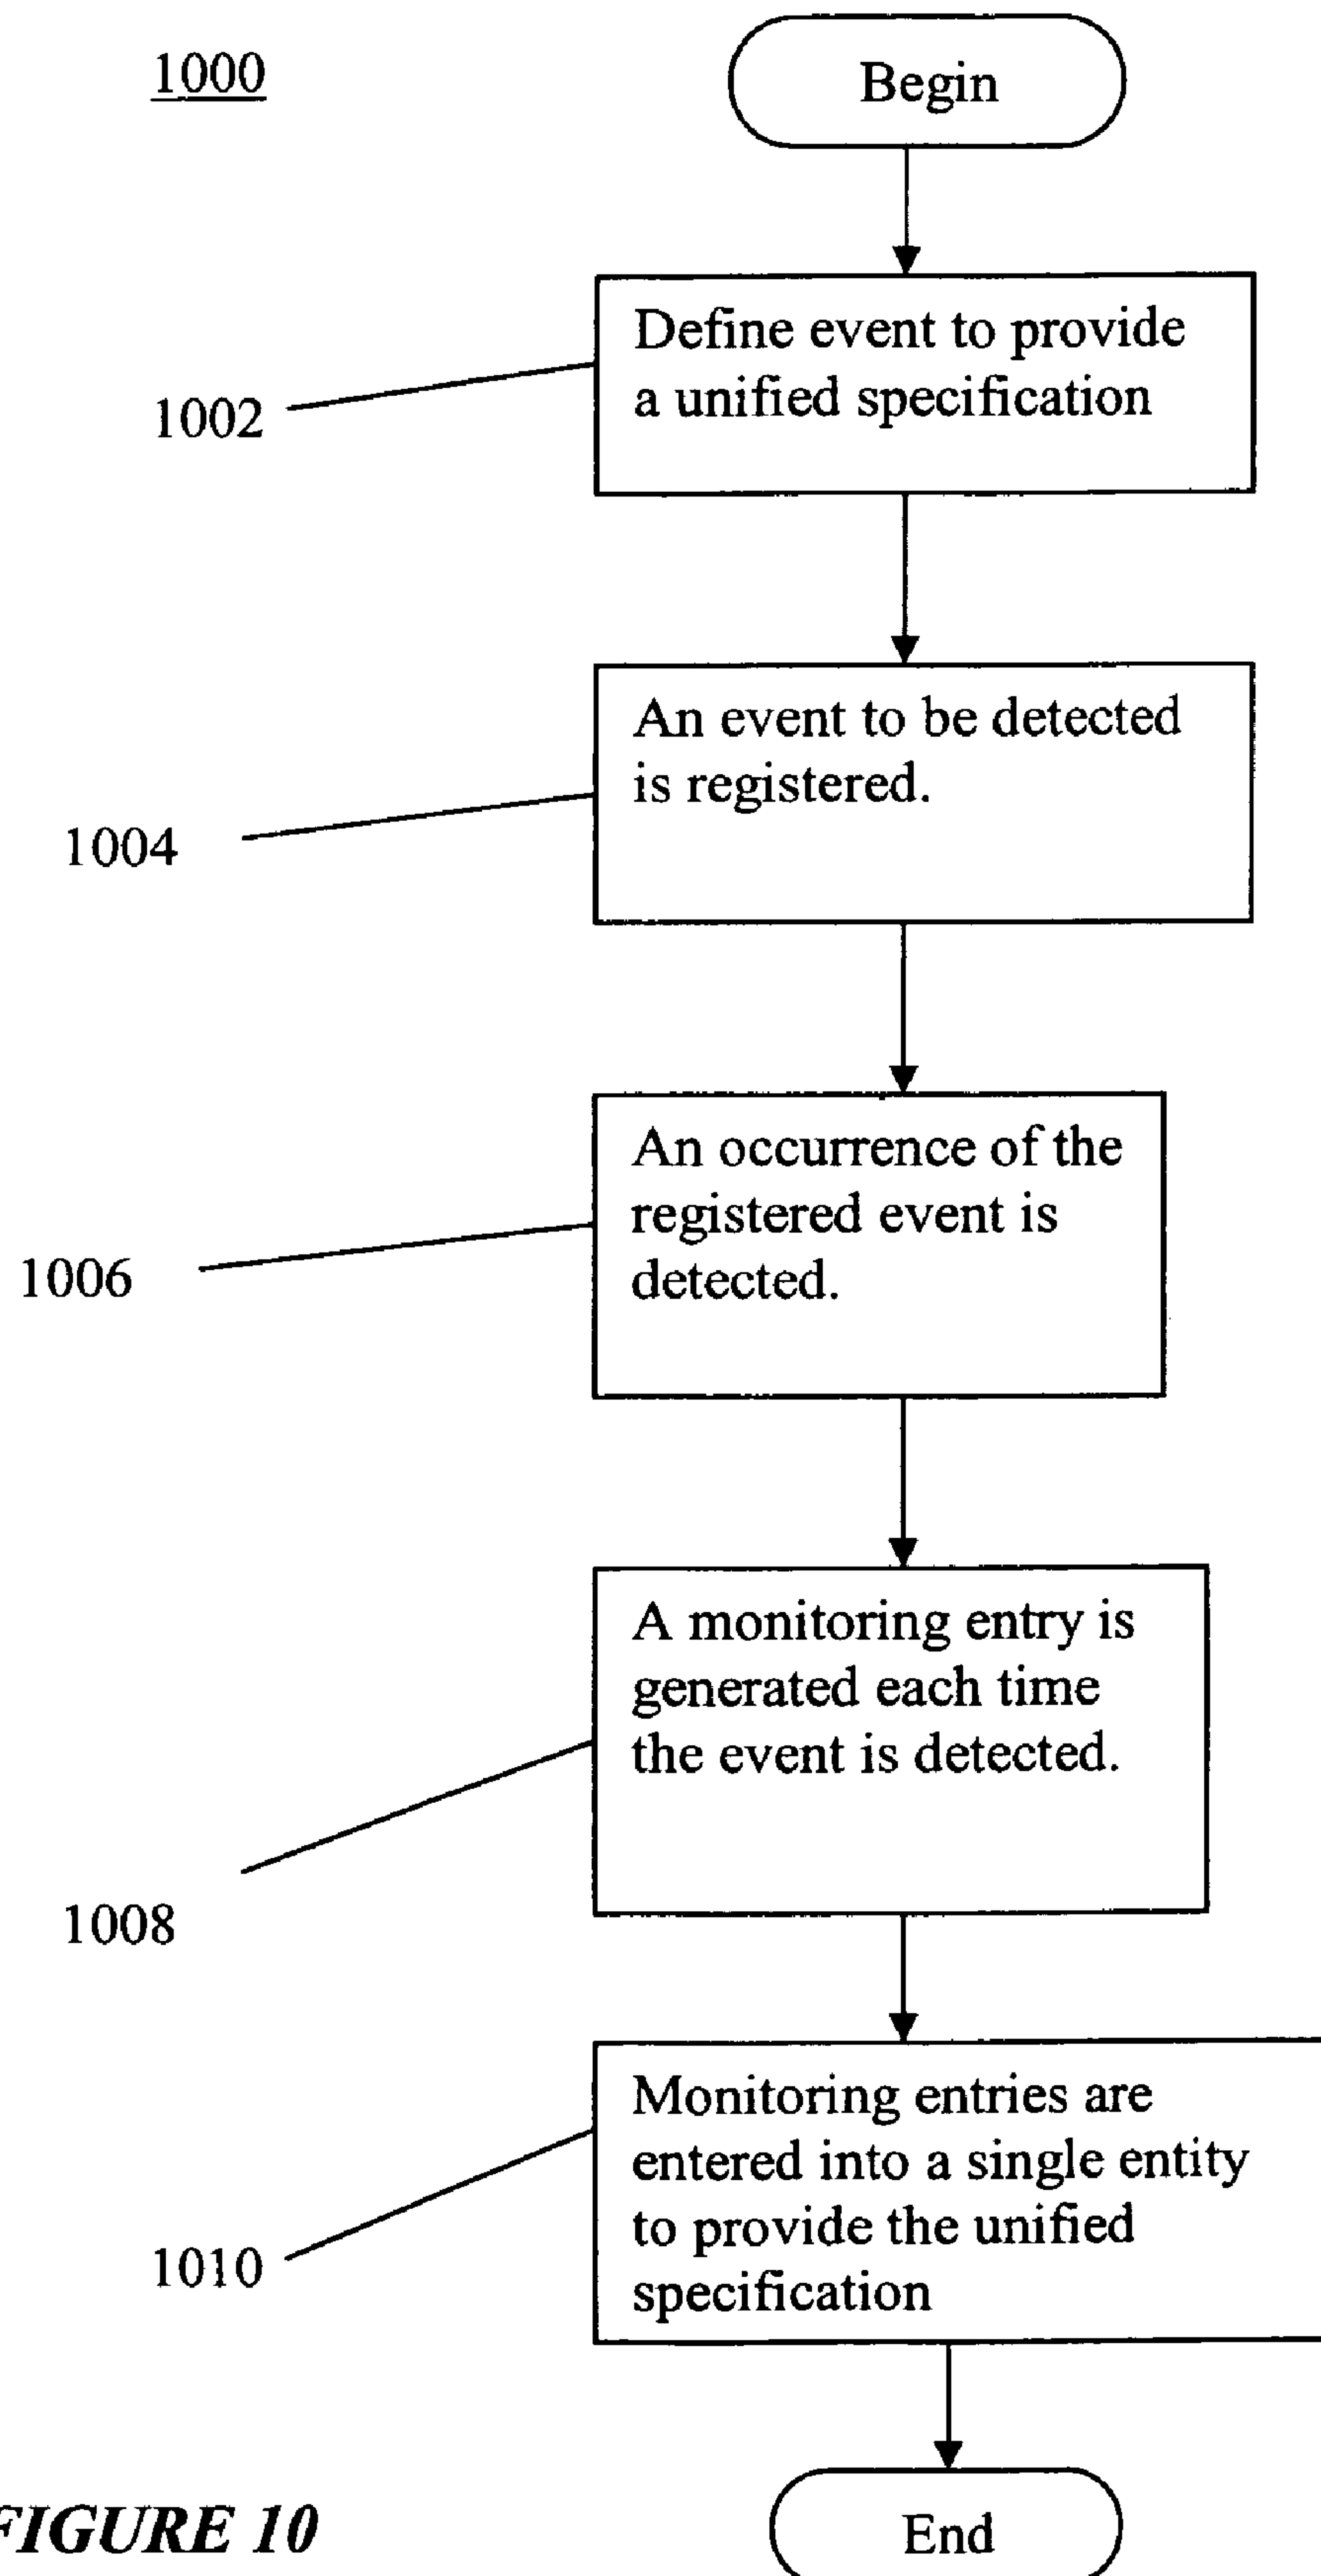 1000
Begin
Define event to provide
a unified specification
1002
An event to be detected
is registered.
1004
An occurrence of the
registered event is
detected.
1006
A monitoring entry is
generated each time
the event is detected.
1008
Monitoring entries are
entered into a single entity
to provide the unified
specification
1010
End
FIGURE 10